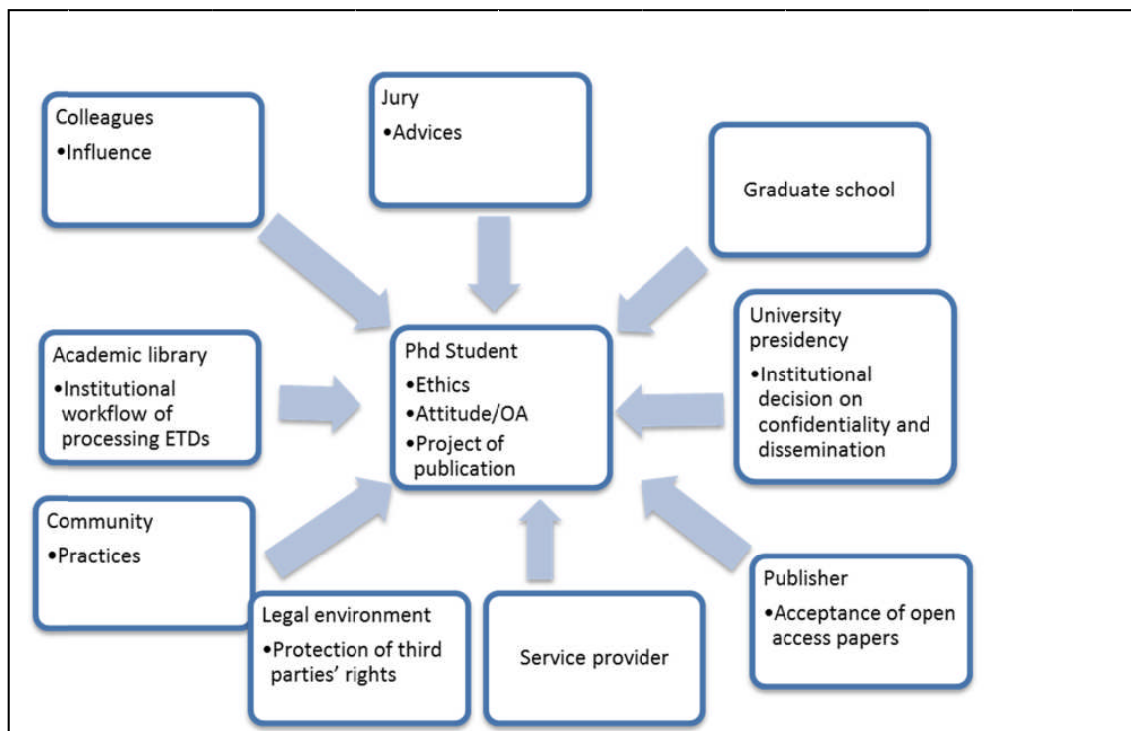 Colleagues
•Influence
Jury
•Advices
Graduate school
Academic library
•Institutional
workflow of
processing ETDs
Phd Student
•Ethics
•Attitude/OA
•Project of
publication
University
presidency
•Institutional
decision on
confidentiality and
dissemination
Community
•Practices
Legal environment
•Protection of third
parties’ rights
Service provider
Publisher
•Acceptance of open
access papers